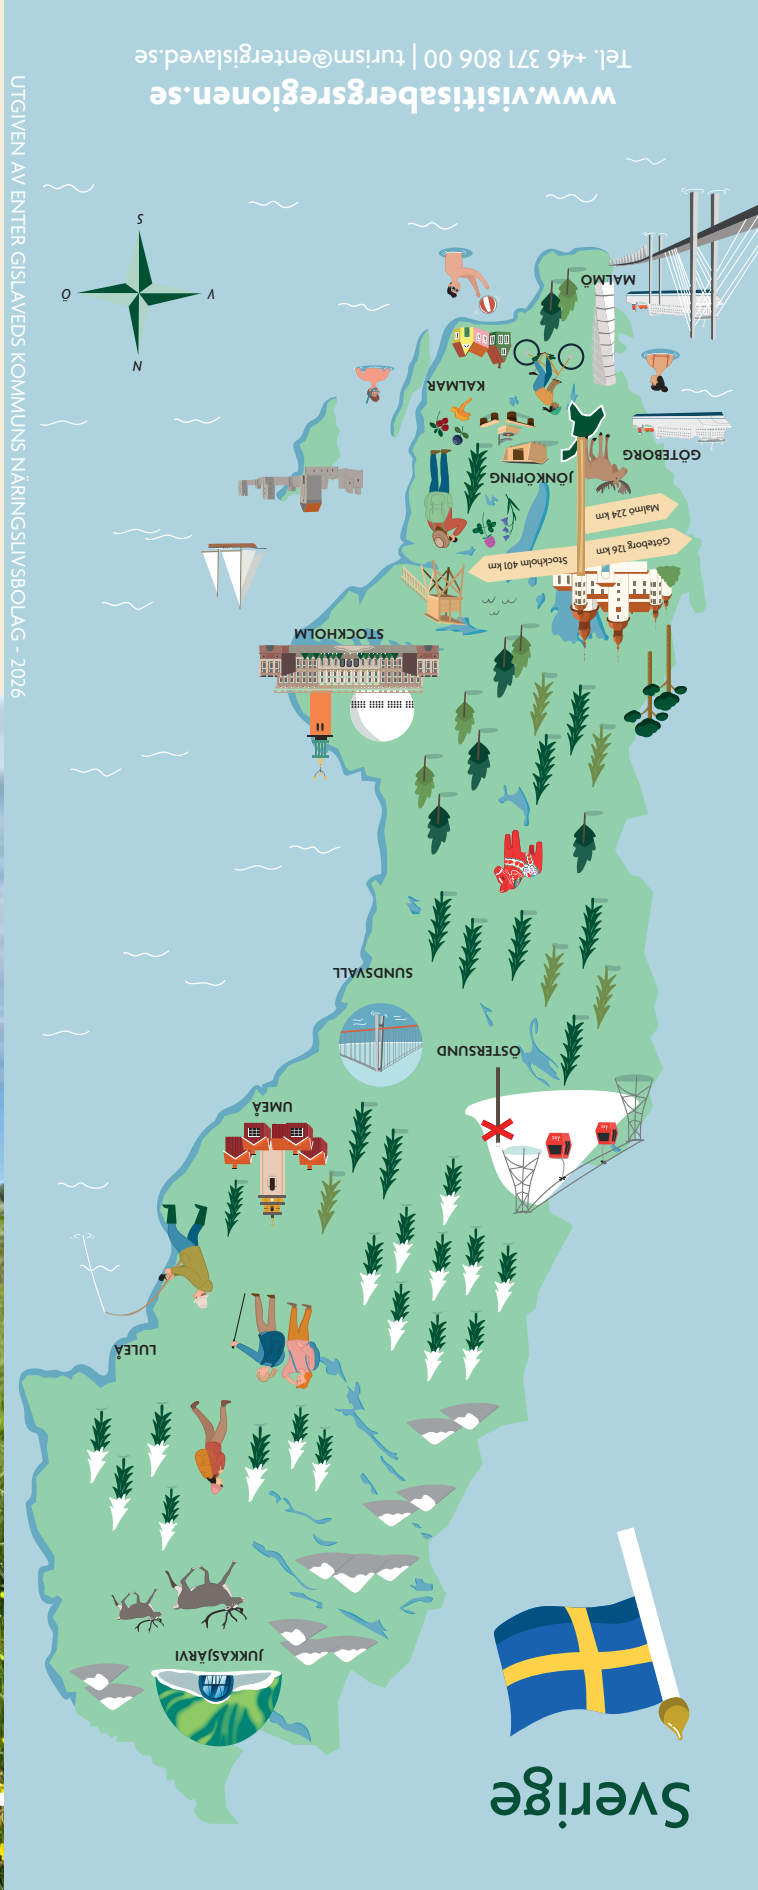 Sverige
JUKKASJÄRVI
LULEÅ
UMEÅ
ÖSTERSUND
SUNDSVALL
STOCKHOLM
Göteborg 126 km
Stockholm 401 km
Malmö 224 km
JÖNKÖPING
GÖTEBORG
KALMAR
MALMÖ
N
V
Ö
S
www.visitisabergsregionen.se
Tel. +46 371 806 00 | turism@entergislaved.se
UTGIVEN AV ENTER GISLAVEDS KOMMUNS NÄRINGSLIVSBOLAG - 2026